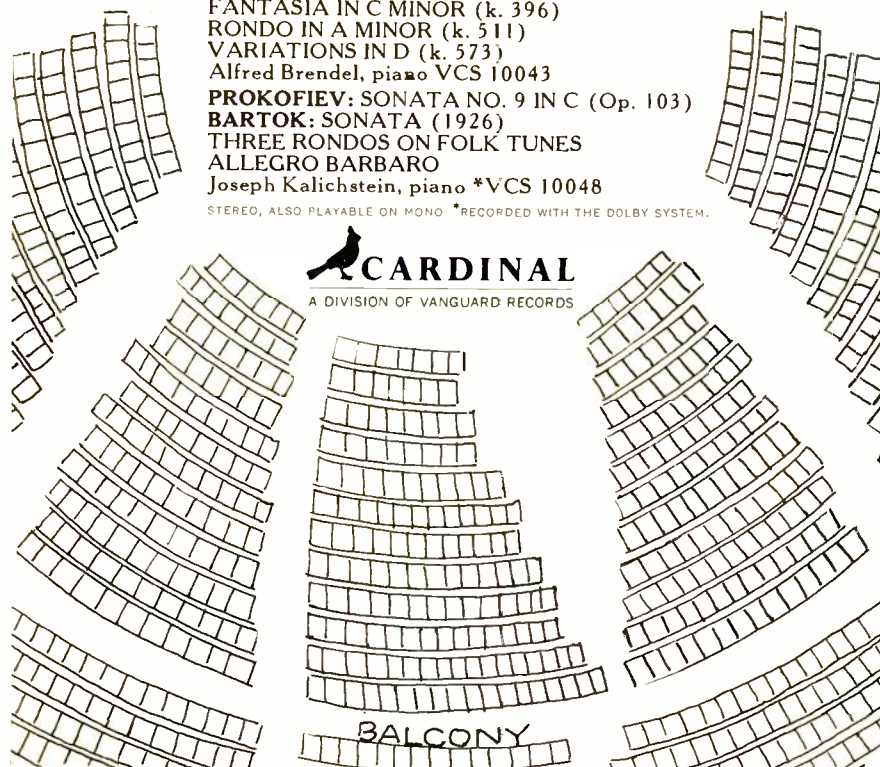 FANTASIA IN C MINOR (k. 396)
RONDO IN A MINOR (k. 511)
VARIATIONS IN D (k. 573)
Alfred Brendel, piano VCS 10043
PROKOFIEV: SONATA NO. 9 IN C (Op. 103)
BARTOK: SONATA (1926)
THREE RONDOS ON FOLK TUNES
ALLEGRO BARBARO
Joseph Kalichstein, piano *VCS 10048
STEREO, ALSO PLAYABLE ON MONO *RECORDED WITH THE DOLBY SYSTEM.
CARDINAL
A DIVISION OF VANGUARD RECORDS
BALCONY